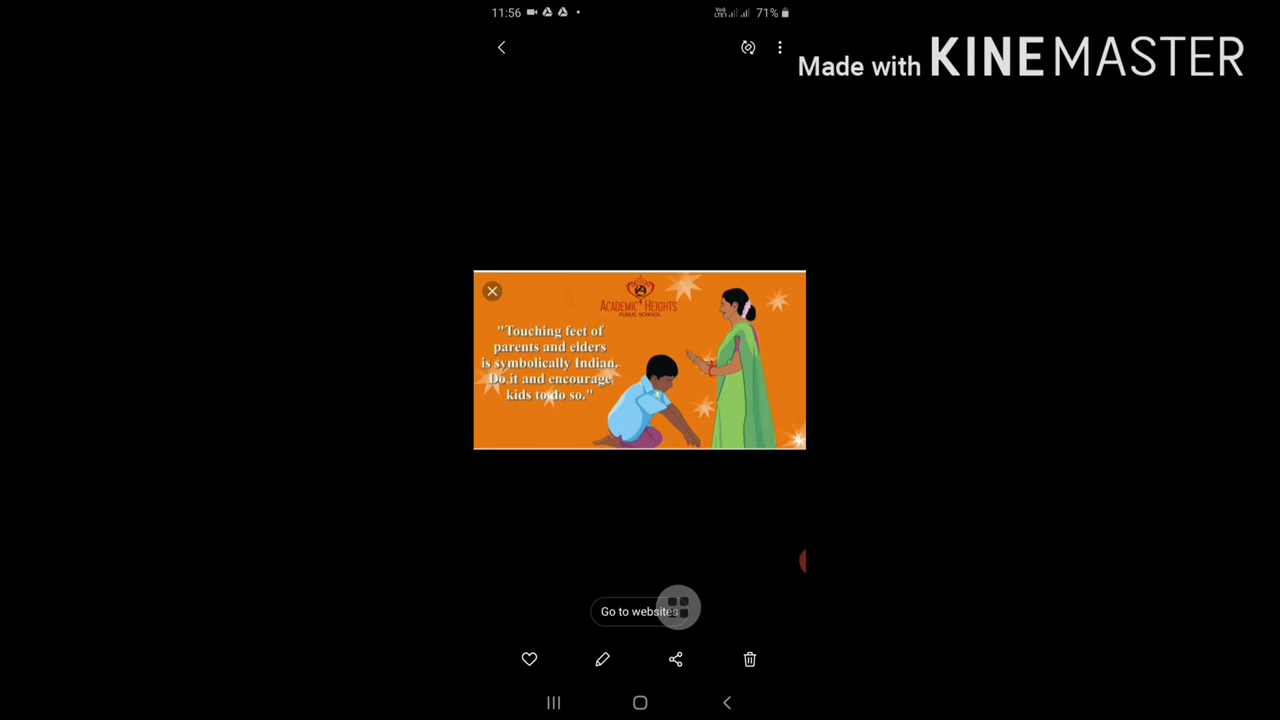 11:56
VoLTE1 71%
Made with KINEMASTER
ACADEMIC HEIGHTS
PUBLIC SCHOOL
"Touching feet of
parents and elders
is symbolically Indian.
Do it and encourage
kids to do so."
Go to websites